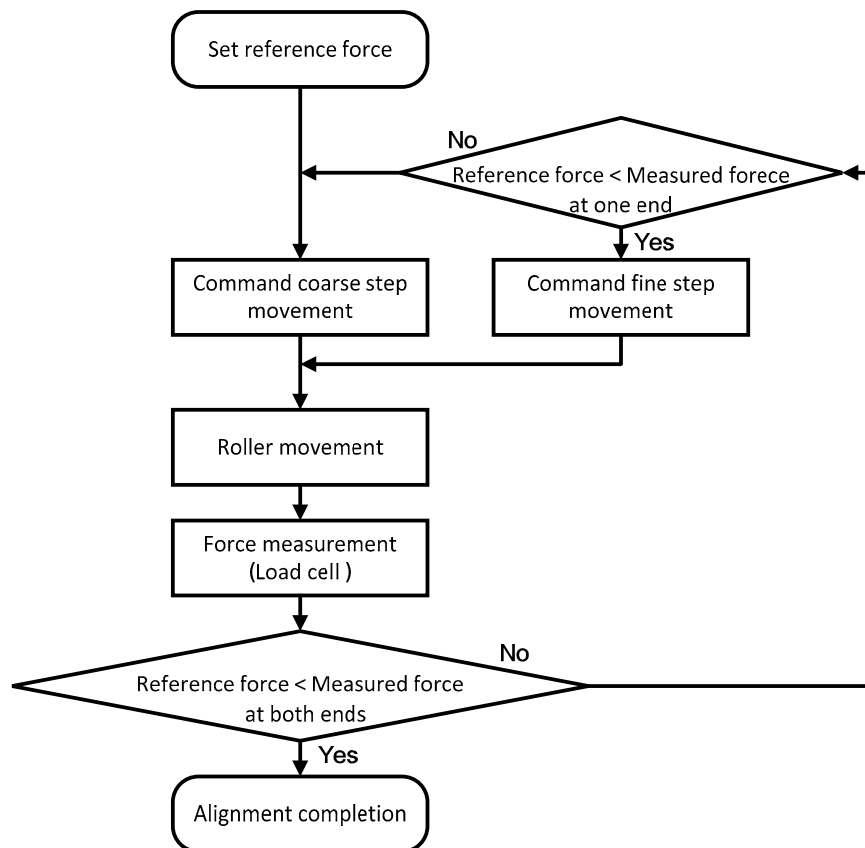 Set reference force
No
Reference force < Measured forece
at one end
Yes
Command coarse step
movement
Command fine step
movement
Roller movement
Force measurement
(Load cell )
No
Reference force < Measured force
at both ends
Yes
Alignment completion